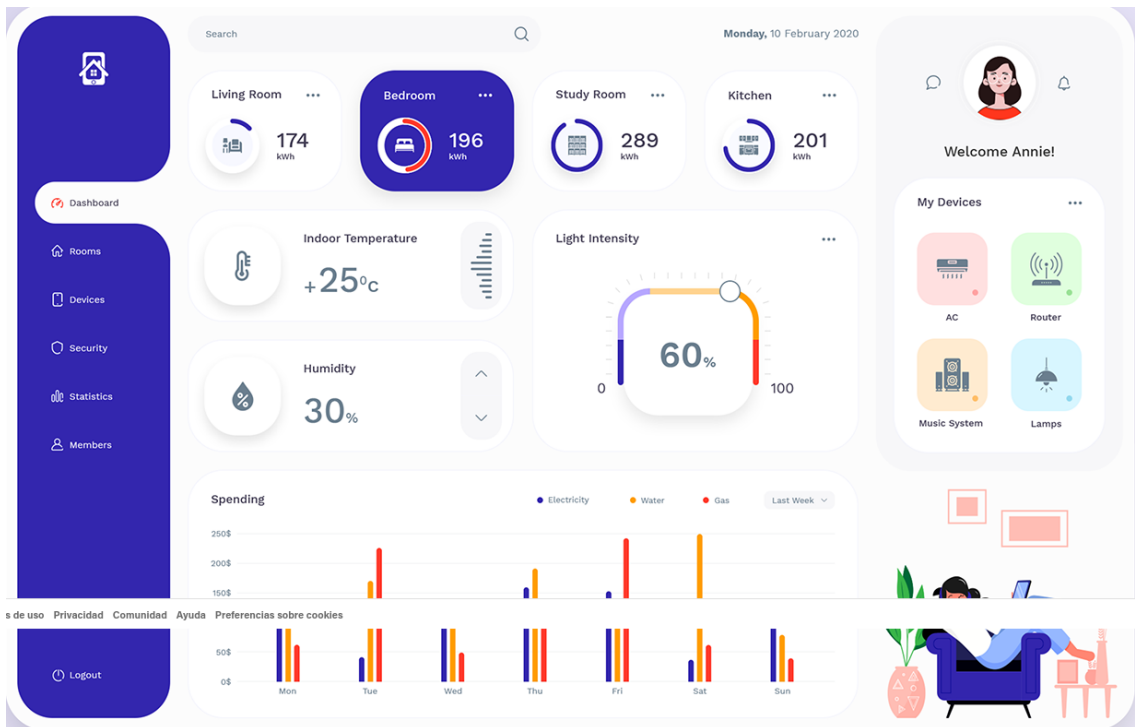 Search
Monday, 10 February 2020
Living Room
174
kWh
Bedroom
196
kWh
Study Room
289
kWh
Kitchen
201
kWh
Welcome Annie!
Dashboard
Rooms
Devices
Security
Statistics
Members
Indoor Temperature
+25°C
Humidity
30%
Light Intensity
60%
0
100
My Devices
AC
Router
Music System
Lamps
Spending
Electricity
Water
Gas
Last Week
250$
200$
150$
s de uso Privacidad Comunidad Ayuda Preferencias sobre cookies
50$
0$
Mon Tue Wed Thu Fri Sat Sun
Logout